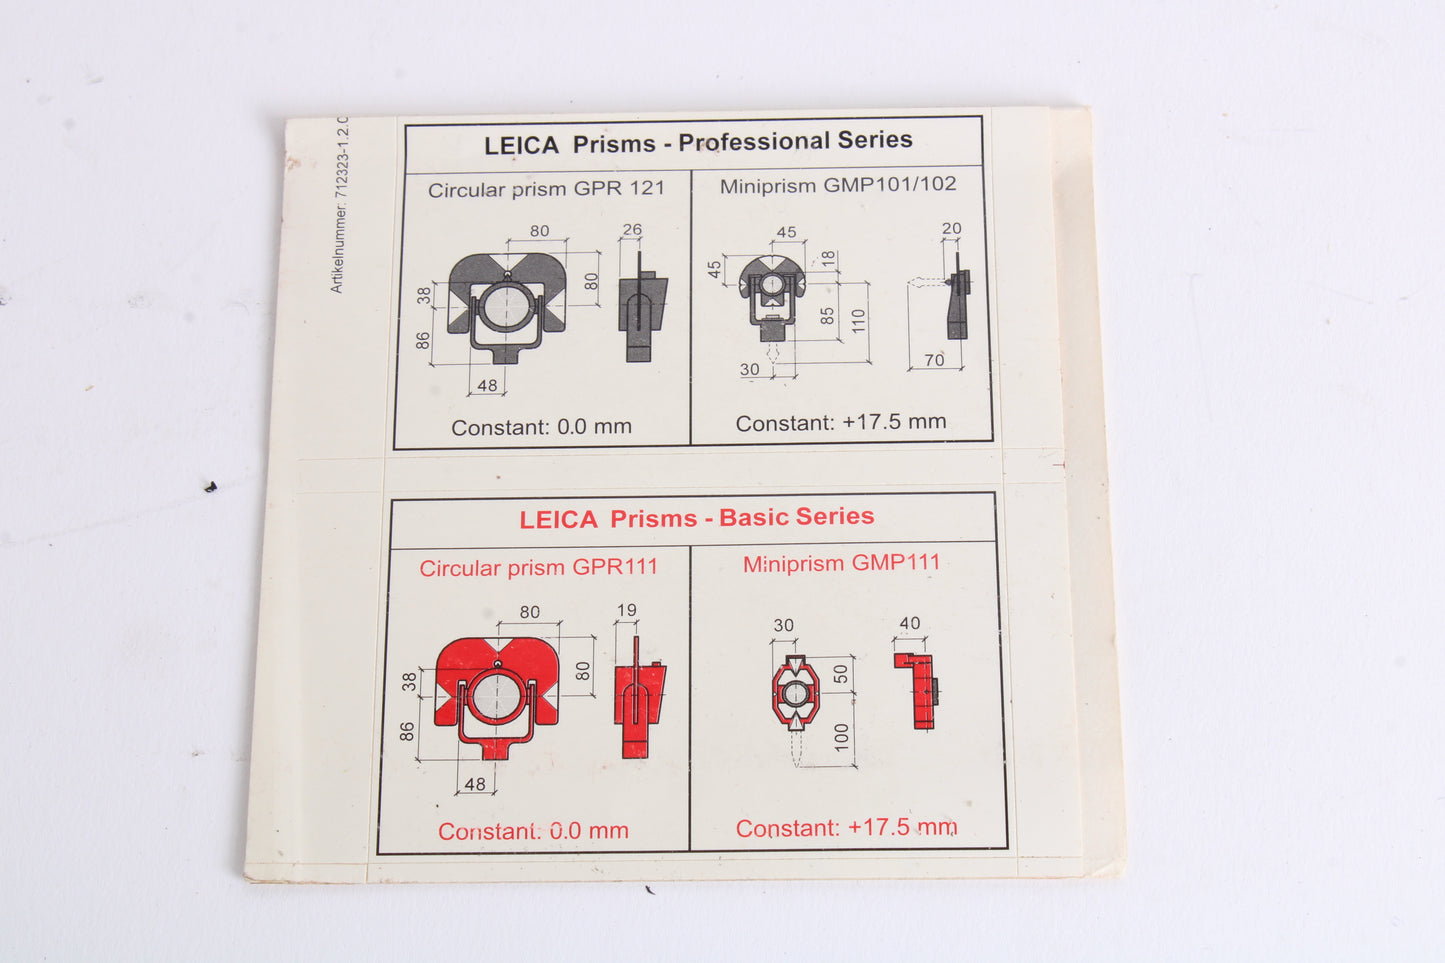 Artikelnummer: 712323-1.2.0
LEICA Prisms - Professional Series
Circular prism GPR 121
80
26
80
38
86
48
Constant: 0.0 mm
Miniprism GMP101/102
45
20
45
18
85
110
30
70
Constant: +17.5 mm
LEICA Prisms - Basic Series
Circular prism GPR111
80
19
80
38
86
48
Constant: 0.0 mm
Miniprism GMP111
30
40
50
100
Constant: +17.5 mm